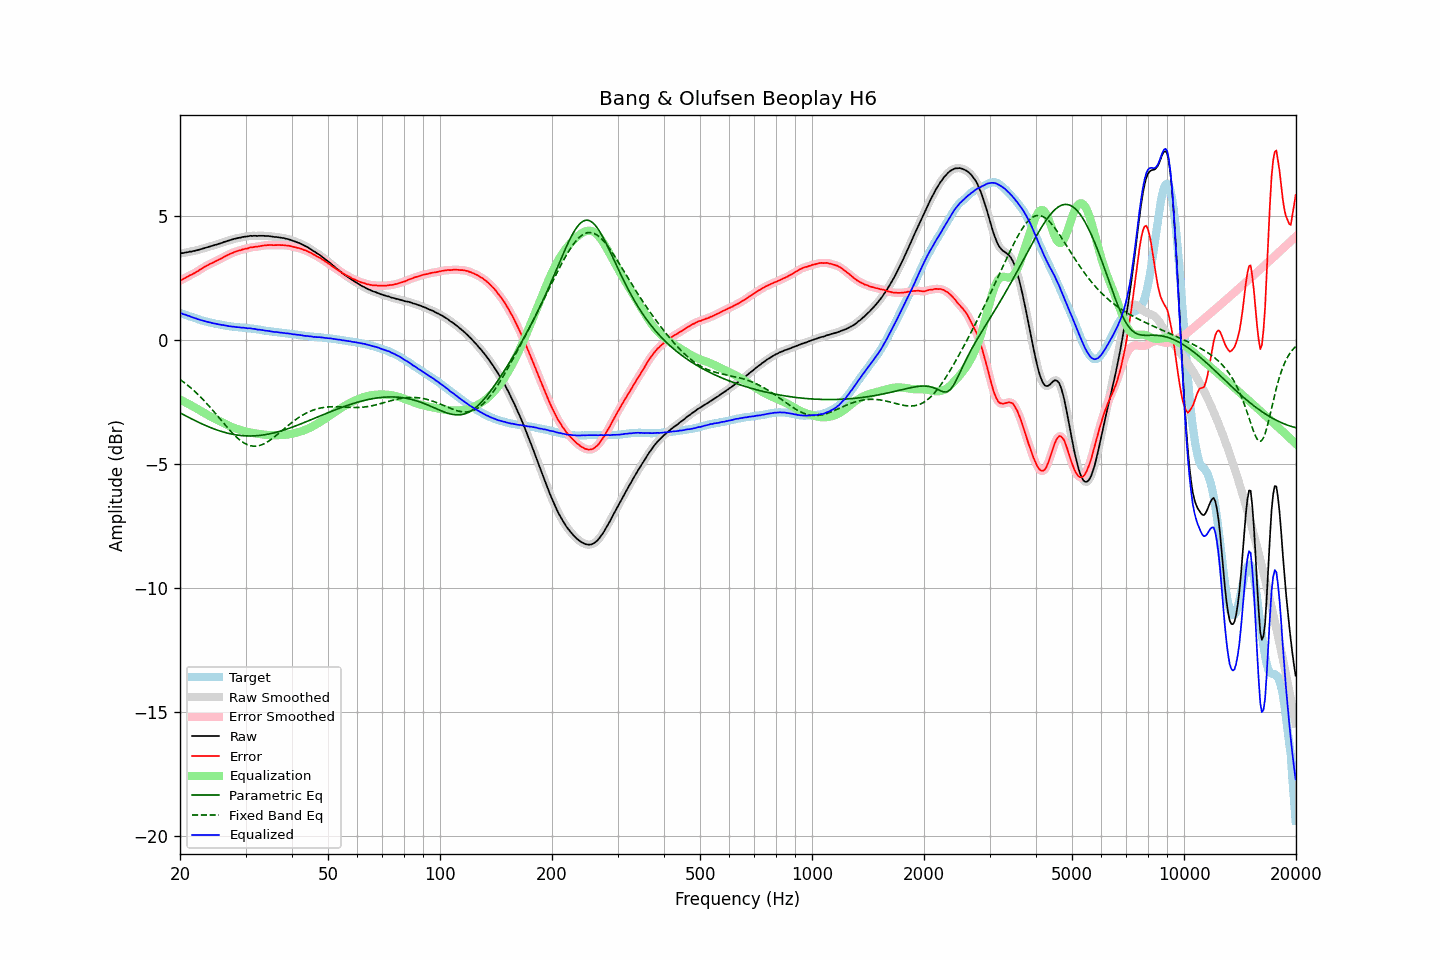 Bang & Olufsen Beoplay H6
Amplitude (dBr)
5
0
−5
−10
−15
−20
Target
Raw Smoothed
Error Smoothed
Raw
Error
Equalization
Parametric Eq
Fixed Band Eq
Equalized
20 50 100 200 500 1000 2000 5000 10000 20000
Frequency (Hz)